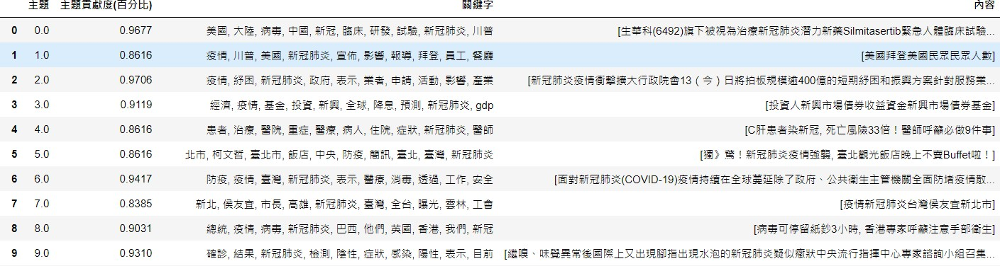 主題 主題貢獻度(百分比) 關鍵字 內容
0 0.0 0.9677 美國, 大陸, 病毒, 中國, 新冠, 臨床, 研發, 試驗, 新冠肺炎, 川普 [生華科(6492)旗下被視為治療新冠肺炎潛力新藥Silmitasertib緊急人體臨床試驗...
1 1.0 0.8616 疫情, 川普, 美國, 新冠肺炎, 宣佈, 影響, 報導, 拜登, 員工, 餐廳 [美國拜登美國民眾民眾人數]
2 2.0 0.9706 疫情, 紓困, 新冠肺炎, 政府, 表示, 業者, 申請, 活動, 影響, 產業 [新冠肺炎疫情衝擊擴大行政院會13（今）日將拍板規模逾400億的短期紓困和振興方案針對服務業...
3 3.0 0.9119 經濟, 疫情, 基金, 投資, 新興, 全球, 降息, 預測, 新冠肺炎, gdp [投資人新興市場債券收益資金新興市場債券基金]
4 4.0 0.8616 患者, 治療, 醫院, 重症, 醫療, 病人, 住院, 症狀, 新冠肺炎, 醫師 [C肝患者染新冠, 死亡風險33倍！醫師呼籲必做9件事]
5 5.0 0.8616 北市, 柯文哲, 臺北市, 飯店, 中央, 防疫, 簡訊, 臺北, 臺灣, 新冠肺炎 [獨》驚！新冠肺炎疫情強襲, 臺北觀光飯店晚上不賣Buffet啦！]
6 6.0 0.9417 防疫, 疫情, 臺灣, 新冠肺炎, 表示, 醫療, 消毒, 透過, 工作, 安全 [面對新冠肺炎(COVID-19)疫情持續在全球蔓延除了政府、公共衛生主管機關全面防堵疫情散...
7 7.0 0.8385 新北, 侯友宜, 市長, 高雄, 新冠肺炎, 臺灣, 全台, 曝光, 雲林, 工會 [疫情新冠肺炎台灣侯友宜新北市]
8 8.0 0.9031 總統, 疫情, 病毒, 新冠肺炎, 巴西, 他們, 英國, 香港, 我們, 新冠 [病毒可停留紙鈔3小時, 香港專家呼籲注意手部衛生]
9 9.0 0.9310 確診, 結果, 新冠肺炎, 檢測, 陰性, 症狀, 感染, 陽性, 表示, 目前 [繼嗅、味覺異常後國際上又出現腳指出現水泡的新冠肺炎疑似癥狀中央流行指揮中心專家諮詢小組召集...